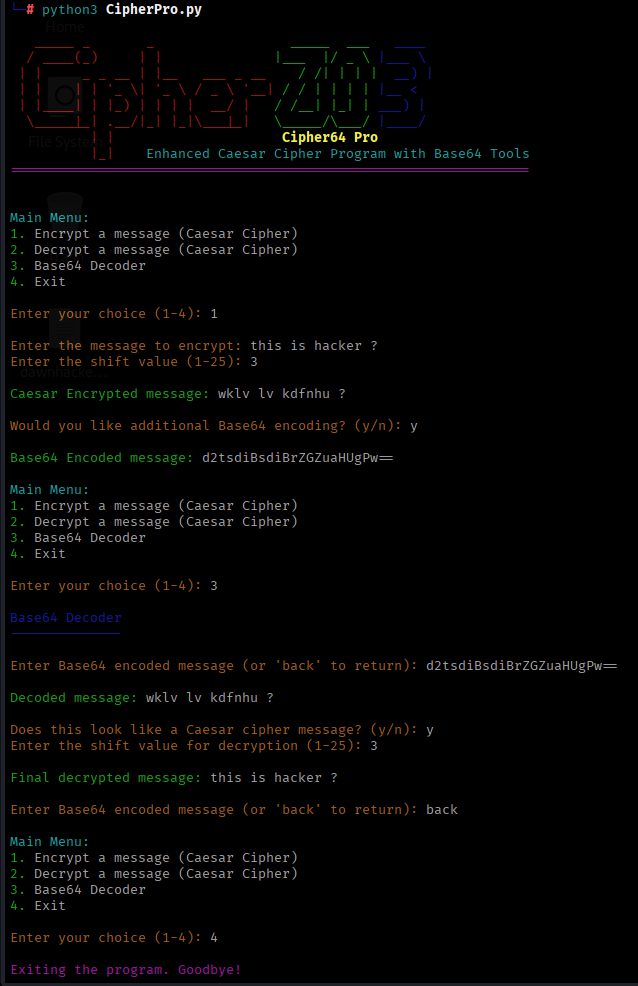 # python3 CipherPro.py
Home
Cipher
File System
Cipher64 Pro
Enhanced Caesar Cipher Program with Base64 Tools
Main Menu:
1. Encrypt a message (Caesar Cipher)
2. Decrypt a message (Caesar Cipher)
3. Base64 Decoder
4. Exit
Enter your choice (1-4): 1
Enter the message to encrypt: this is hacker ?
Enter the shift value (1-25): 3
Caesar Encrypted message: wklv lv kdfnhu ?
Would you like additional Base64 encoding? (y/n): y
Base64 Encoded message: d2tsdiBsdiBrZGZuaHUgPw==
Main Menu:
1. Encrypt a message (Caesar Cipher)
2. Decrypt a message (Caesar Cipher)
3. Base64 Decoder
4. Exit
Enter your choice (1-4): 3
Base64 Decoder
Enter Base64 encoded message (or 'back' to return): d2tsdiBsdiBrZGZuaHUgPw==
Decoded message: wklv lv kdfnhu ?
Does this look like a Caesar cipher message? (y/n): y
Enter the shift value for decryption (1-25): 3
Final decrypted message: this is hacker ?
Enter Base64 encoded message (or 'back' to return): back
Main Menu:
1. Encrypt a message (Caesar Cipher)
2. Decrypt a message (Caesar Cipher)
3. Base64 Decoder
4. Exit
Enter your choice (1-4): 4
Exiting the program. Goodbye!